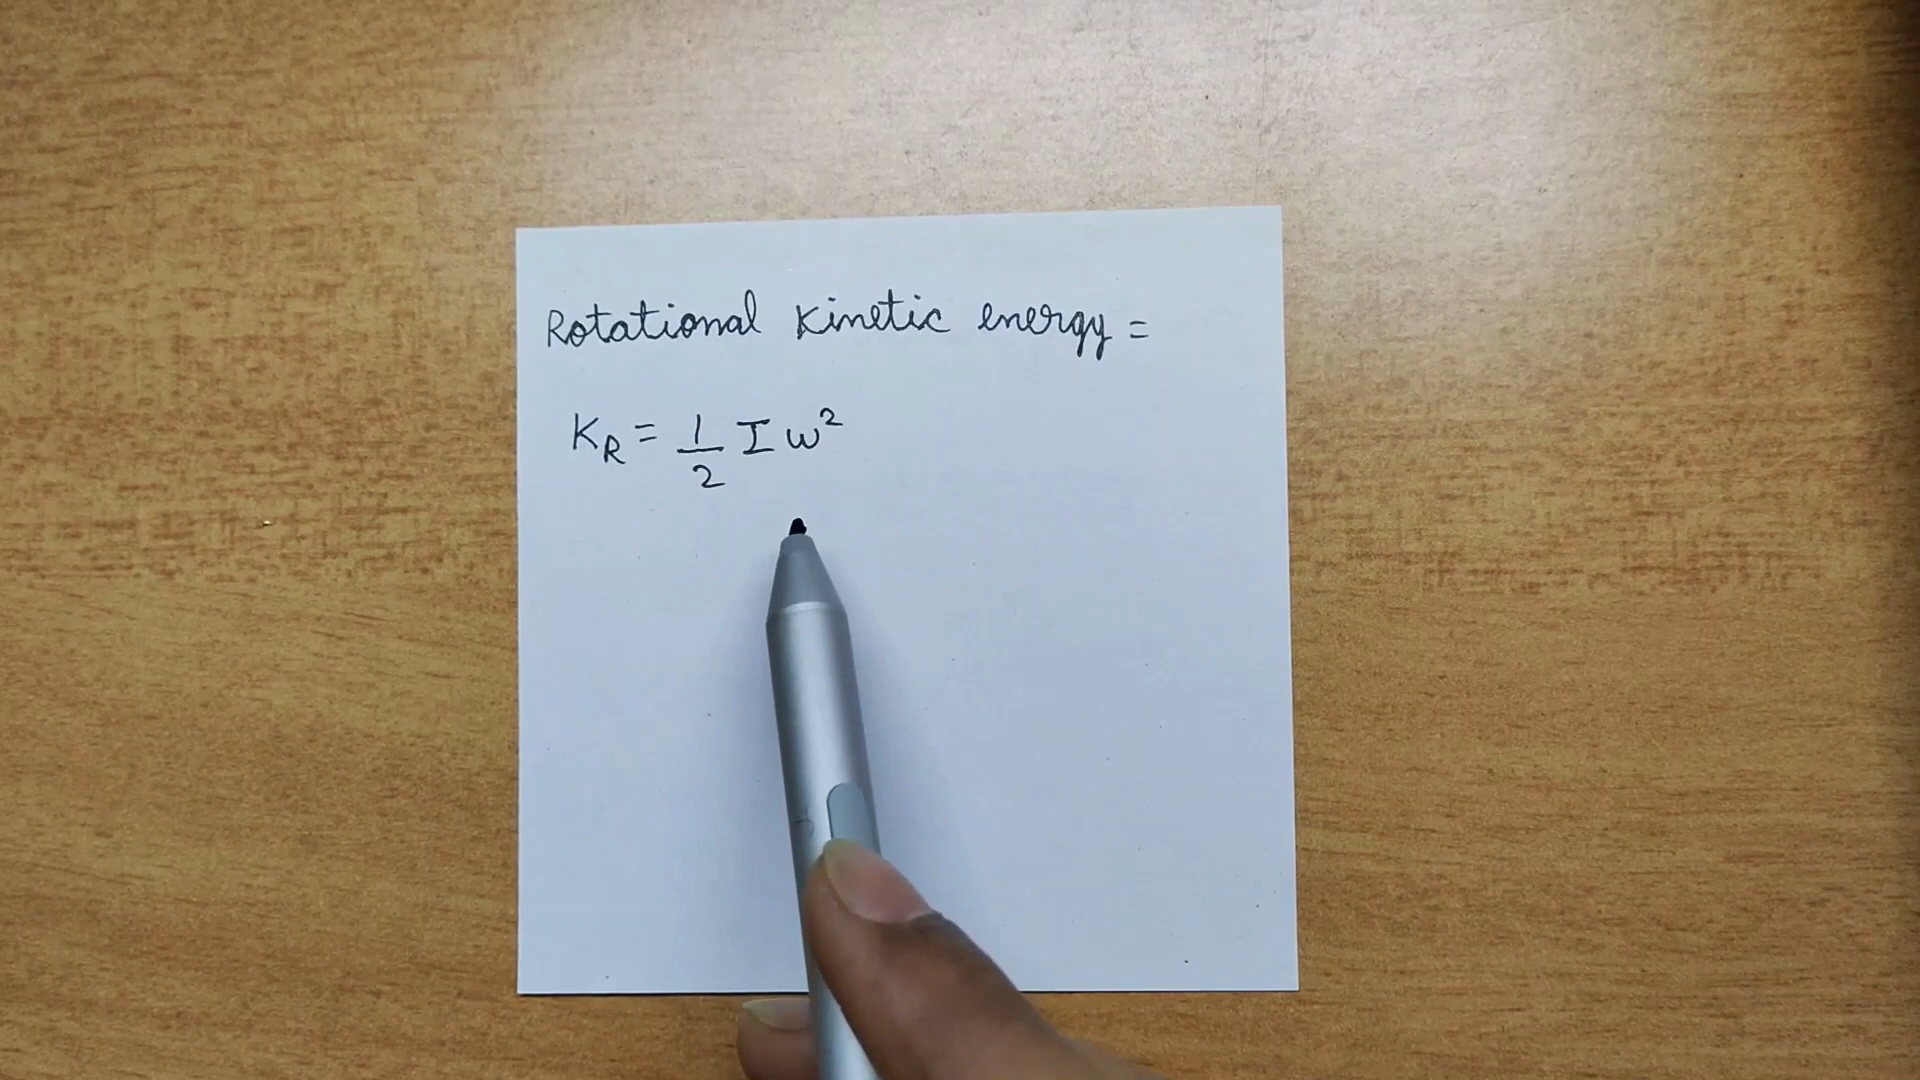 Rotational kinetic energy =
K_R = 1/2 I ω²